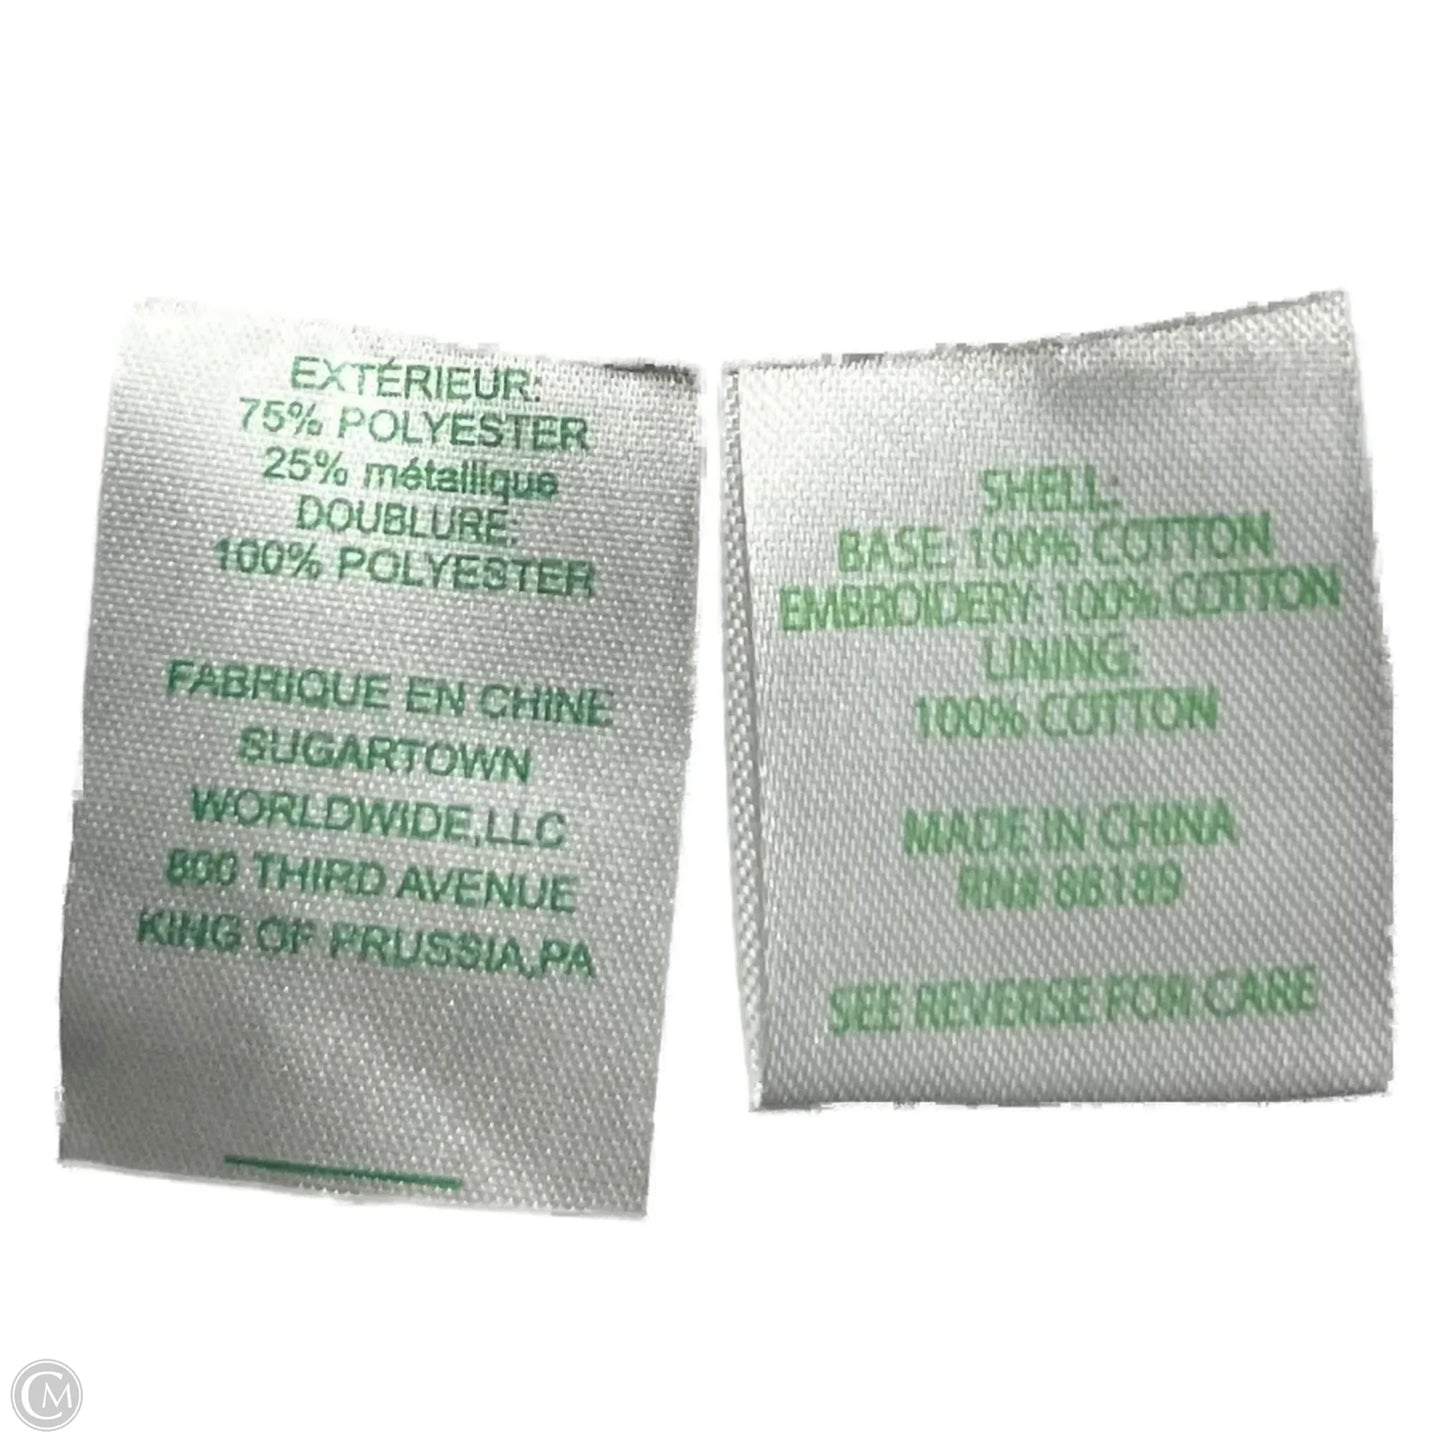 EXTÉRIEUR:
75% POLYESTER
25% métallique
DOUBLURE:
100% POLYESTER
FABRIQUE EN CHINE
SUGARTOWN
WORLDWIDE,LLC
800 THIRD AVENUE
KING OF PRUSSIA,PA
SHELL:
BASE: 100% COTTON
EMBROIDERY: 100% COTTON
LINING:
100% COTTON
MADE IN CHINA
RN# 88189
SEE REVERSE FOR CARE
CM